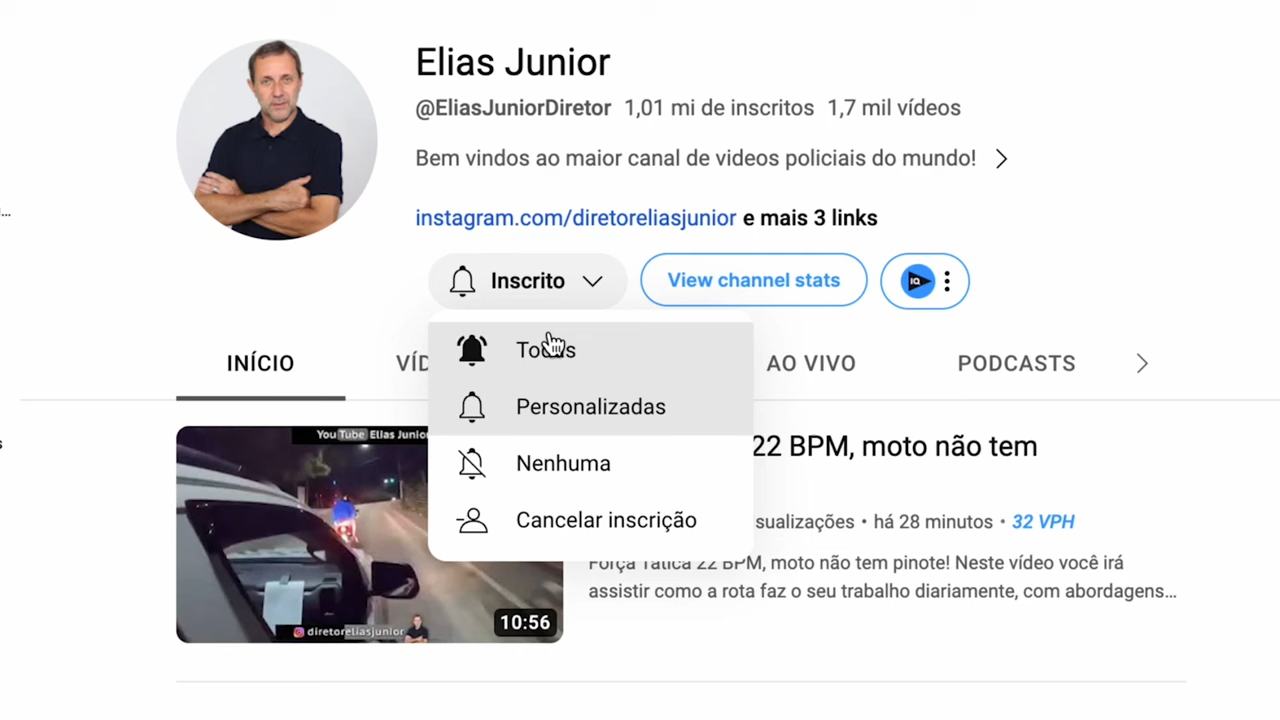 Elias Junior
@EliasJuniorDiretor 1,01 mi de inscritos 1,7 mil vídeos
Bem vindos ao maior canal de videos policiais do mundo!
instagram.com/diretoreliasjunior e mais 3 links
Inscrito
View channel stats
IQ
Todas
Personalizadas
Nenhuma
Cancelar inscrição
INÍCIO
AO VIVO
PODCASTS
You Tube Elias Junior
diretoreliasjunior
10:56
22 BPM, moto não tem
há 28 minutos • 32 VPH
Força Tática 22 BPM, moto não tem pinote! Neste vídeo você irá
assistir como a rota faz o seu trabalho diariamente, com abordagens...